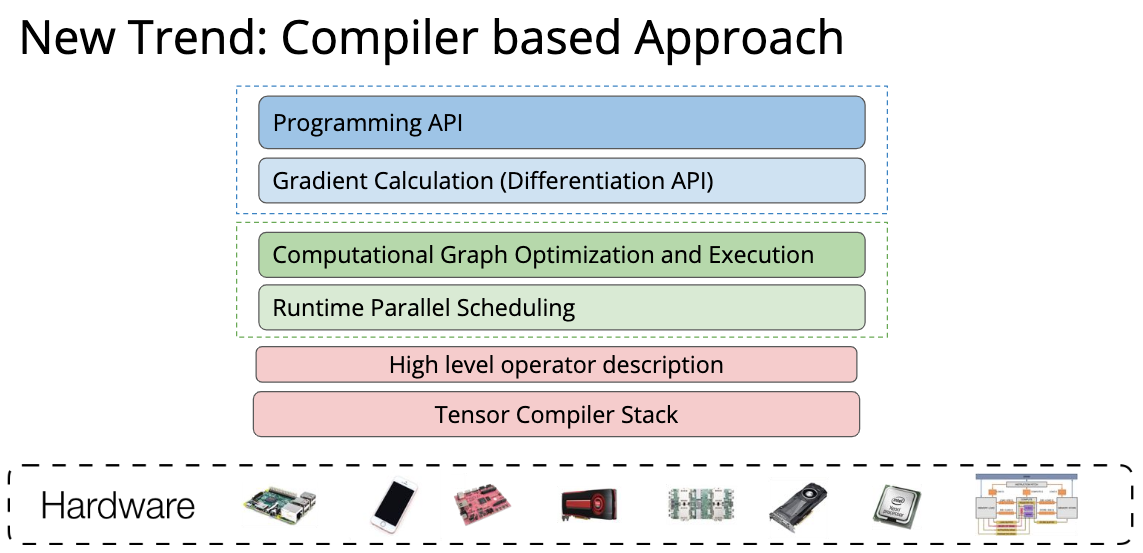 New Trend: Compiler based Approach
Programming API
Gradient Calculation (Differentiation API)
Computational Graph Optimization and Execution
Runtime Parallel Scheduling
High level operator description
Tensor Compiler Stack
Hardware